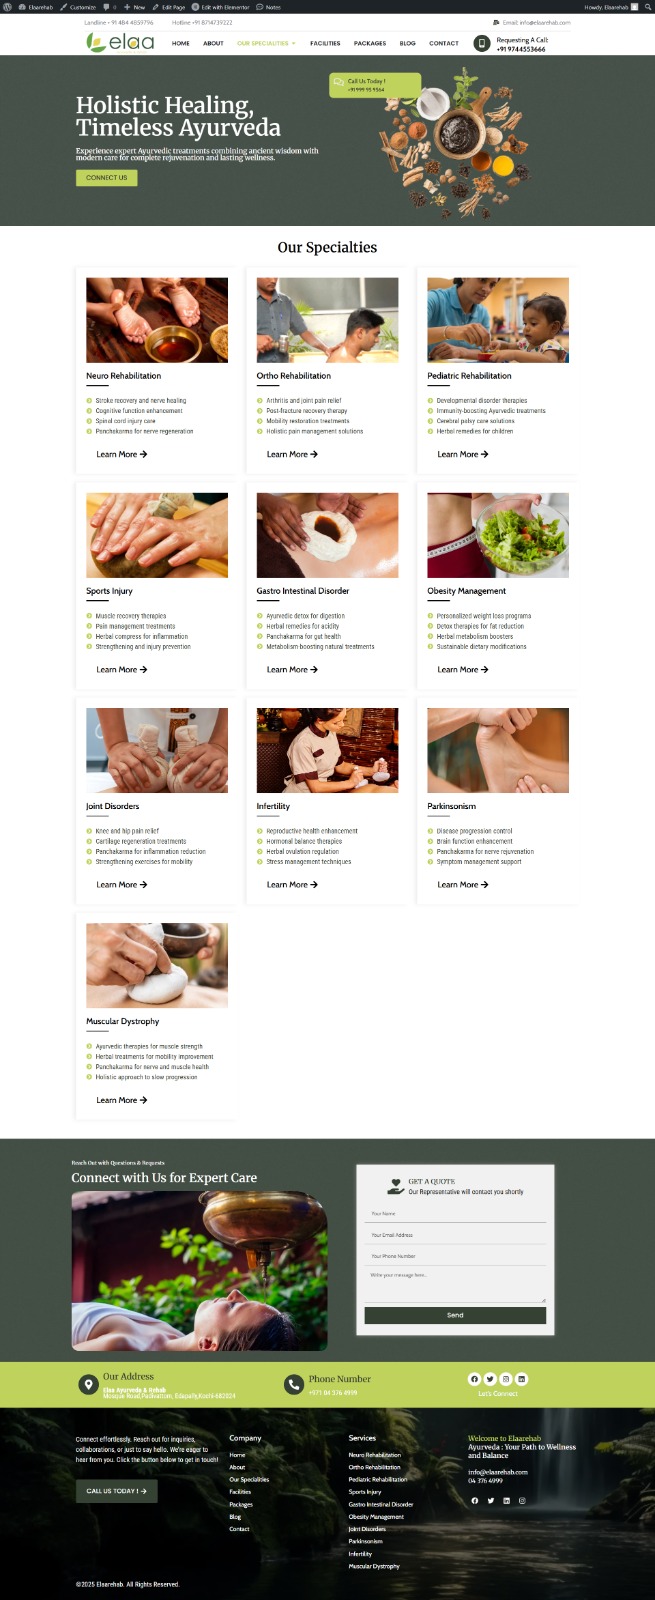 Elaarehab Customize 0 New Edit Page Edit with Elementor Notes Howdy, Elaarehab
Landline +91 484 4859796 Hotline +91 8714739222 Email: info@elaarehab.com
elaa
HOME ABOUT OUR SPECIALITIES FACILITIES PACKAGES BLOG CONTACT
Requesting A Call:
+91 9744553666
Call Us Today !
+91 999 95 9564
Holistic Healing,
Timeless Ayurveda
Experience expert Ayurvedic treatments combining ancient wisdom with
modern care for complete rejuvenation and lasting wellness.
CONNECT US
Our Specialties
Neuro Rehabilitation
Stroke recovery and nerve healing
Cognitive function enhancement
Spinal cord injury care
Panchakarma for nerve regeneration
Learn More
Ortho Rehabilitation
Arthritis and joint pain relief
Post-fracture recovery therapy
Mobility restoration treatments
Holistic pain management solutions
Learn More
Pediatric Rehabilitation
Developmental disorder therapies
Immunity-boosting Ayurvedic treatments
Cerebral palsy care solutions
Herbal remedies for children
Learn More
Sports Injury
Muscle recovery therapies
Pain management treatments
Herbal compress for inflammation
Strengthening and injury prevention
Learn More
Gastro Intestinal Disorder
Ayurvedic detox for digestion
Herbal remedies for acidity
Panchakarma for gut health
Metabolism-boosting natural treatments
Learn More
Obesity Management
Personalized weight loss programs
Detox therapies for fat reduction
Herbal metabolism boosters
Sustainable dietary modifications
Learn More
Joint Disorders
Knee and hip pain relief
Cartilage regeneration treatments
Panchakarma for inflammation reduction
Strengthening exercises for mobility
Learn More
Infertility
Reproductive health enhancement
Hormonal balance therapies
Herbal ovulation regulation
Stress management techniques
Learn More
Parkinsonism
Disease progression control
Brain function enhancement
Panchakarma for nerve rejuvenation
Symptom management support
Learn More
Muscular Dystrophy
Ayurvedic therapies for muscle strength
Herbal treatments for mobility improvement
Panchakarma for nerve and muscle health
Holistic approach to slow progression
Learn More
Reach Out with Questions & Requests
Connect with Us for Expert Care
GET A QUOTE
Our Representative will contact you shortly
Your Name
Your Email Address
Your Phone Number
Write your message here...
Send
Our Address
Elaa Ayurveda & Rehab
Mosque Road,Padivattom, Edapally,Kochi-682024
Phone Number
+971 04 376 4999
Let's Connect
Connect effortlessly. Reach out for inquiries,
collaborations, or just to say hello. We're eager to
hear from you. Click the button below to get in touch!
CALL US TODAY !
Company
Home
About
Our Specialities
Facilities
Packages
Blog
Contact
Services
Neuro Rehabilitation
Ortho Rehabilitation
Pediatric Rehabilitation
Sports Injury
Gastro Intestinal Disorder
Obesity Management
Joint Disorders
Parkinsonism
Infertility
Muscular Dystrophy
Welcome to Elaarehab
Ayurveda : Your Path to Wellness
and Balance
info@elaarehab.com
04 376 4999
©2025 Elaarehab. All Rights Reserved.